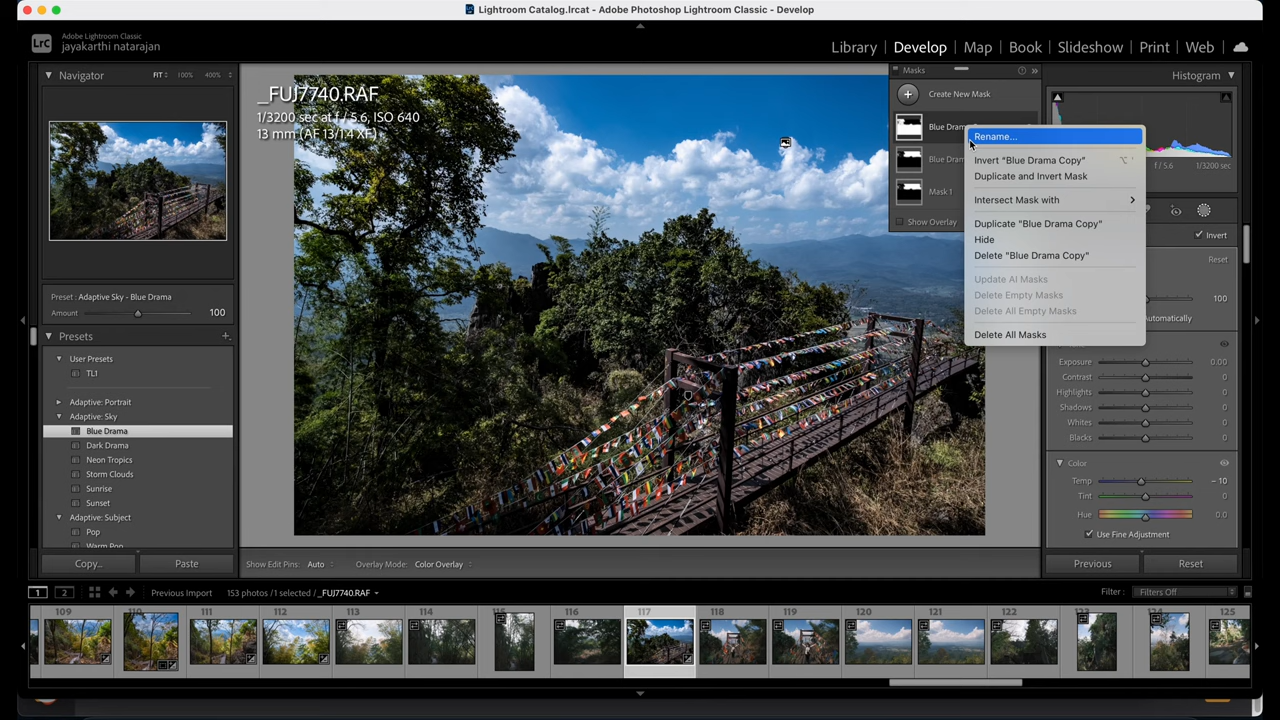 Lightroom Catalog.lrcat - Adobe Photoshop Lightroom Classic - Develop
LrC
Adobe Lightroom Classic
jayakarthi natarajan
Library | Develop | Map | Book | Slideshow | Print | Web
Navigator FIT 100% 400%
Preset : Adaptive Sky - Blue Drama
Amount 100
Presets +
User Presets
TL1
Adaptive: Portrait
Adaptive: Sky
Blue Drama
Dark Drama
Neon Tropics
Storm Clouds
Sunrise
Sunset
Adaptive: Subject
Pop
Warm Pop
Copy... Paste
_FUJ7740.RAF
1/3200 sec at f / 5.6, ISO 640
13 mm (AF 13/1.4 XF)
Masks
Create New Mask
Blue Drama
Blue Dram
Mask 1
Show Overlay
Rename...
Invert "Blue Drama Copy"
Duplicate and Invert Mask
Intersect Mask with
Duplicate "Blue Drama Copy"
Hide
Delete "Blue Drama Copy"
Update AI Masks
Delete Empty Masks
Delete All Empty Masks
Delete All Masks
Histogram
f / 5.6 1/3200 sec
Invert
Reset
100
Automatically
Exposure 0.00
Contrast 0
Highlights 0
Shadows 0
Whites 0
Blacks 0
Color
Temp – 10
Tint 0
Hue 0.0
Use Fine Adjustment
Previous Reset
Show Edit Pins: Auto Overlay Mode: Color Overlay
1 2 Previous Import 153 photos / 1 selected / _FUJ7740.RAF Filter : Filters Off
109 110 111 112 113 114 115 116 117 118 119 120 121 122 123 124 125